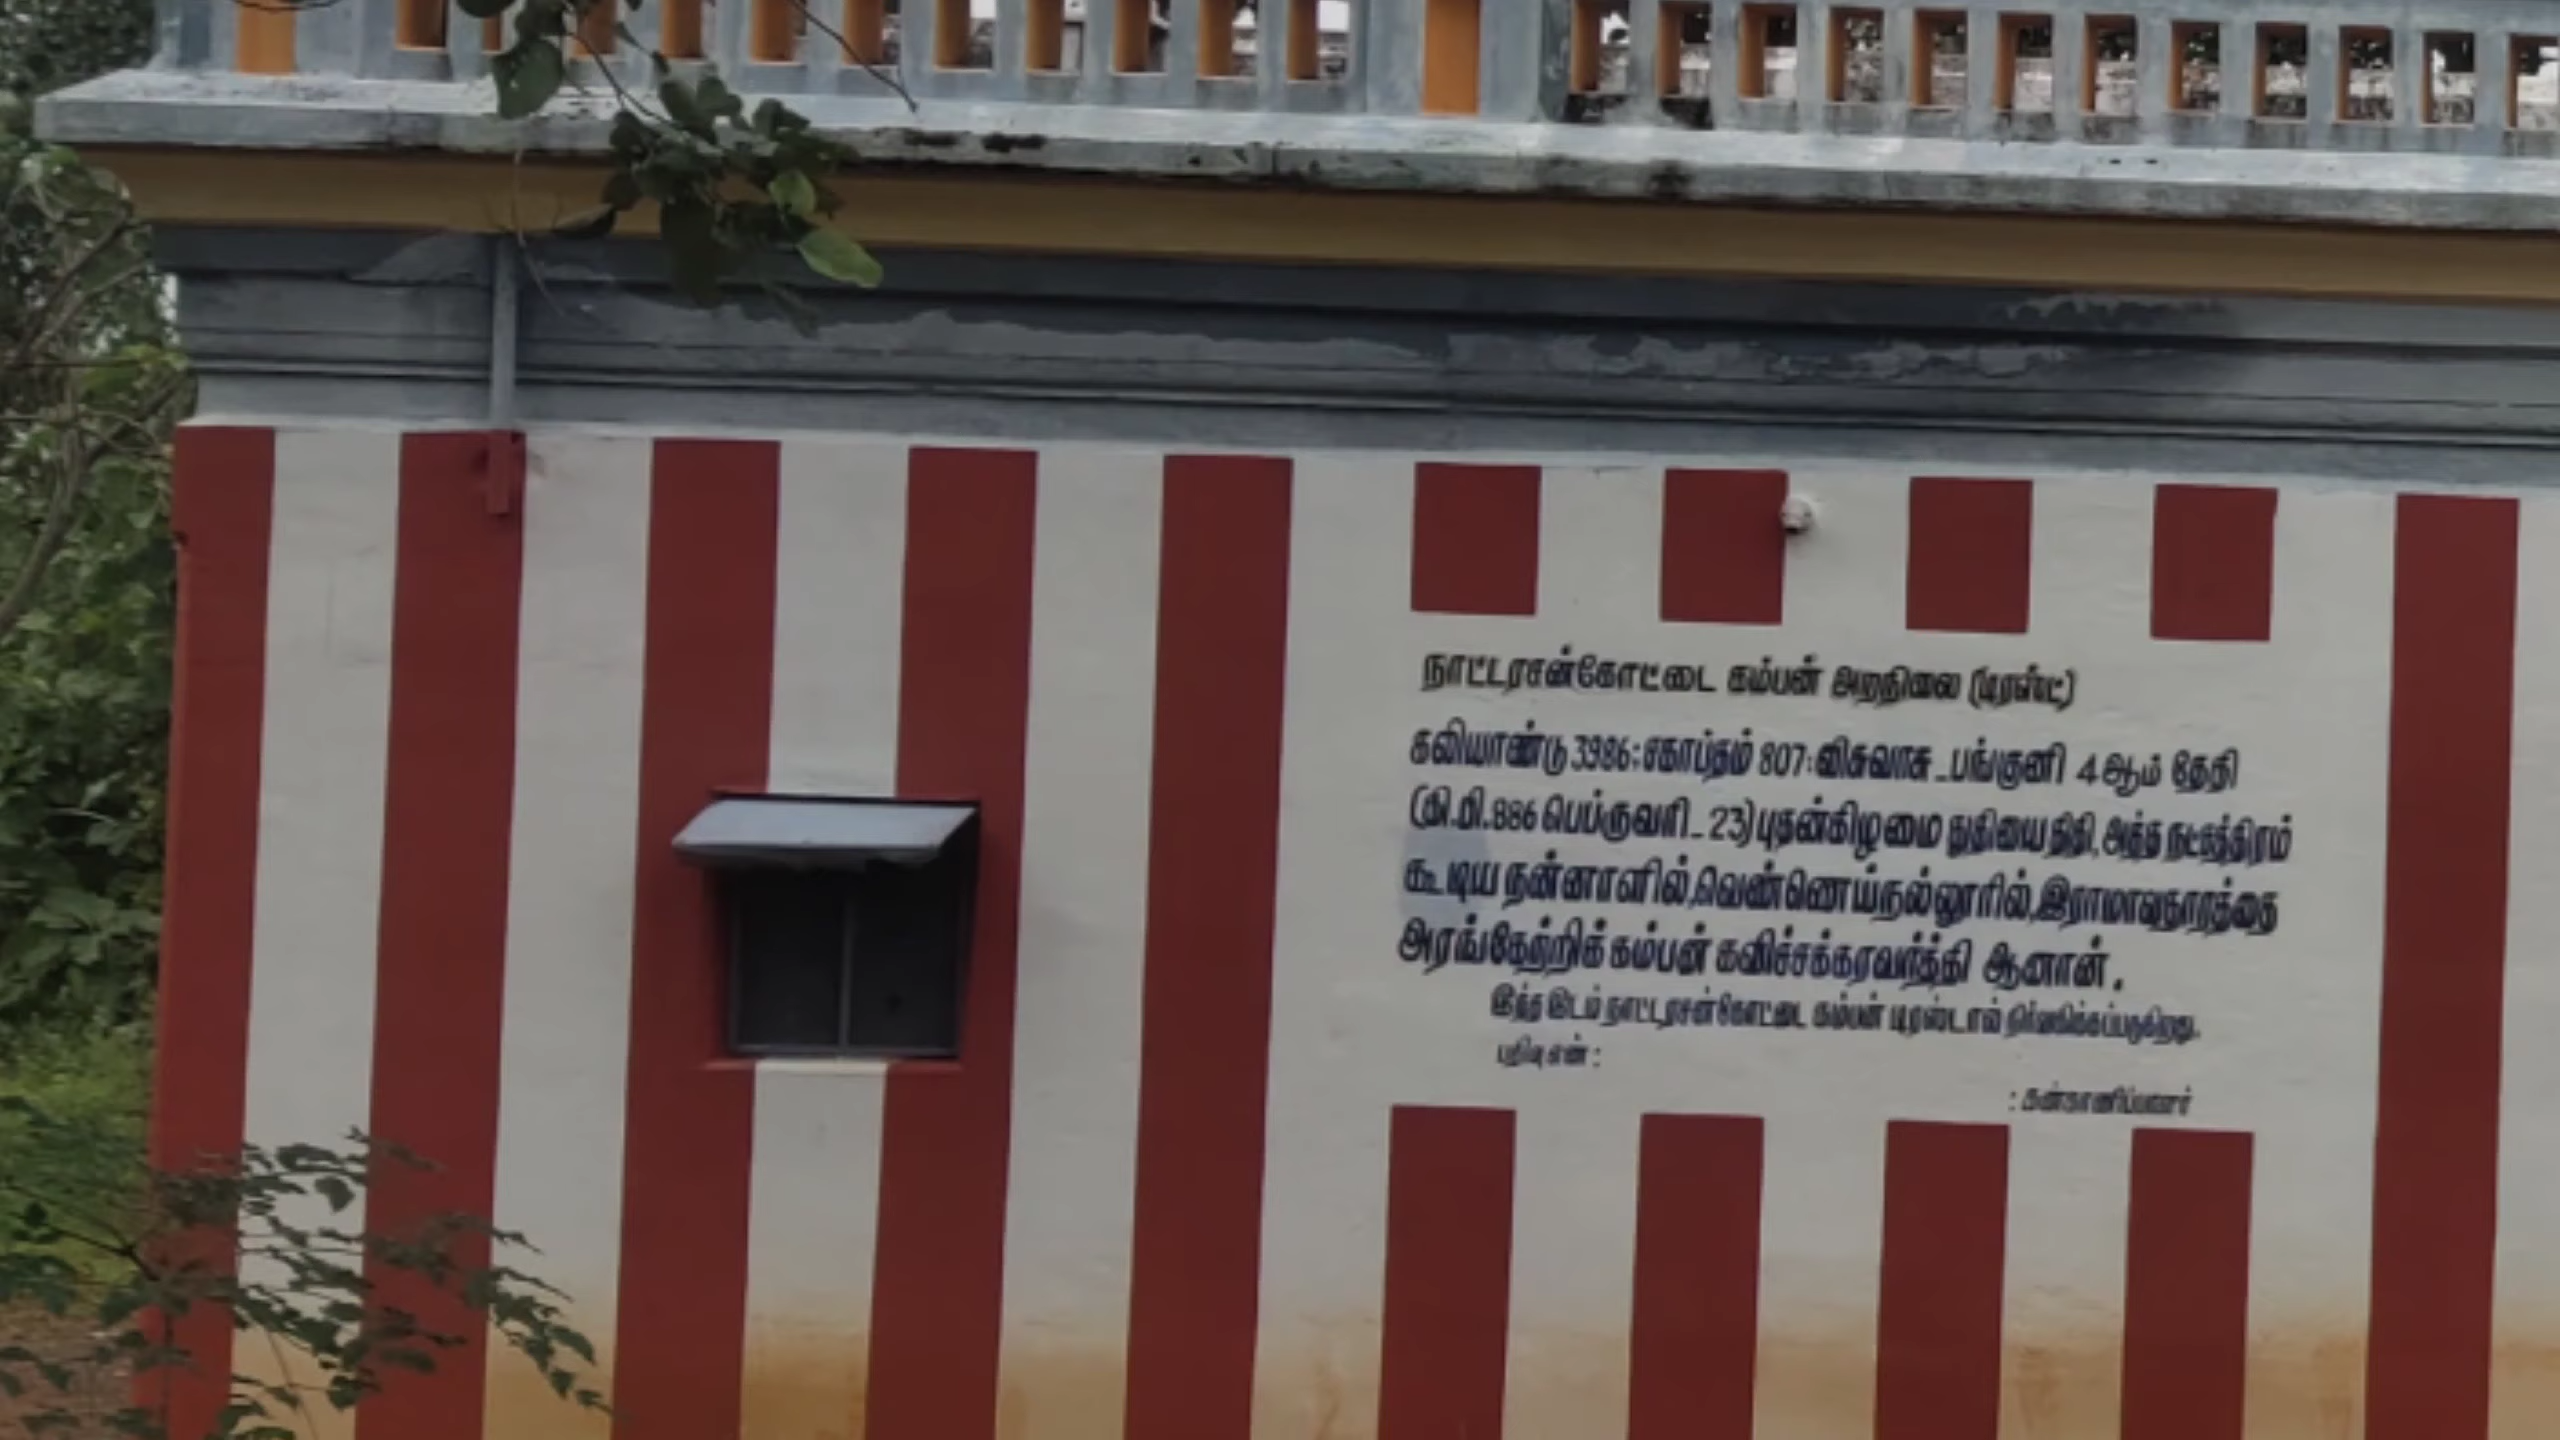 நாட்டரசன்கோட்டை கம்பன் அறநிலை (டிரஸ்ட்)
கலியாண்டு 3986: சகாப்தம் 807: விசுவாசு - பங்குனி 4 ஆம் தேதி
(கி.பி. 886 பெப்ருவரி - 23) புதன்கிழமை துதியை திதி, அத்த நட்சத்திரம்
கூடிய நன்னாளில், வெண்ணெய்நல்லூரில், இராமாவதாரத்தை
அரங்கேற்றிக் கம்பன் கவிச்சக்கரவர்த்தி ஆனான்.
இந்த இடம் நாட்டரசன்கோட்டை கம்பன் டிரஸ்டால் நிர்வகிக்கப்படுகிறது.
பதிவு எண் :
: கண்காணிப்பாளர்